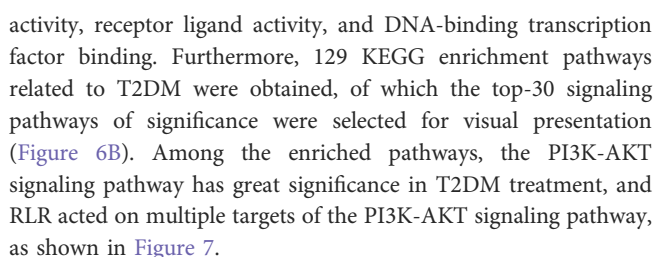 activity, receptor ligand activity, and DNA-binding transcription
factor binding. Furthermore, 129 KEGG enrichment pathways
related to T2DM were obtained, of which the top-30 signaling
pathways of significance were selected for visual presentation
(Figure 6B). Among the enriched pathways, the PI3K-AKT
signaling pathway has great significance in T2DM treatment, and
RLR acted on multiple targets of the PI3K-AKT signaling pathway,
as shown in Figure 7.